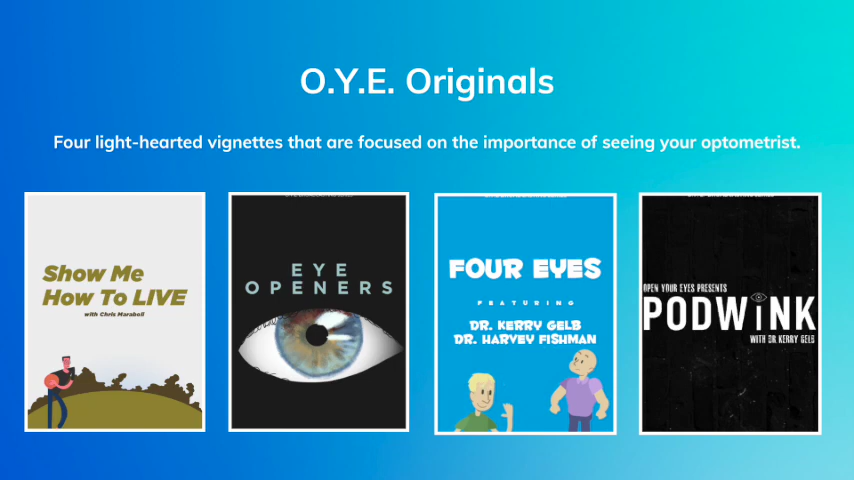 O.Y.E. Originals
Four light-hearted vignettes that are focused on the importance of seeing your optometrist.
Show Me
How To LIVE
with Chris Marabell
EYE
OPENERS
FOUR EYES
FEATURING
DR. KERRY GELB
DR. HARVEY FISHMAN
OPEN YOUR EYES PRESENTS
PODWiNK
WITH DR KERRY GELB